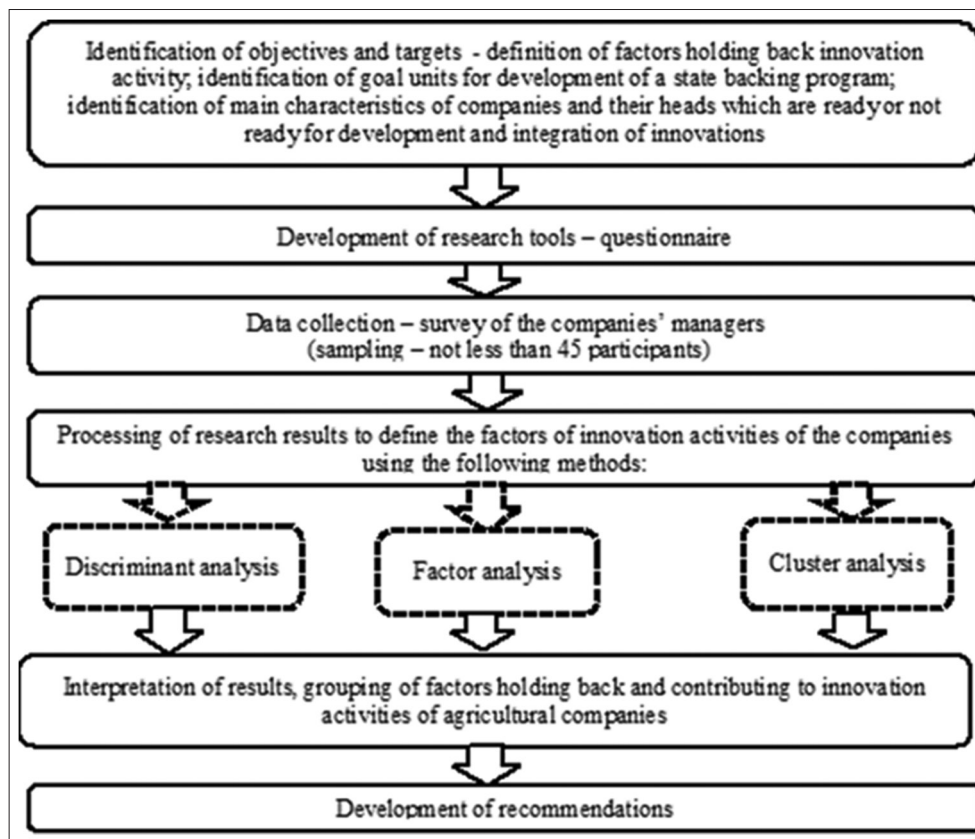 Identification of objectives and targets - definition of factors holding back innovation
activity; identification of goal units for development of a state backing program;
identification of main characteristics of companies and their heads which are ready or not
ready for development and integration of innovations
Development of research tools – questionnaire
Data collection – survey of the companies’ managers
(sampling – not less than 45 participants)
Processing of research results to define the factors of innovation activities of the companies
using the following methods:
Discriminant analysis
Factor analysis
Cluster analysis
Interpretation of results, grouping of factors holding back and contributing to innovation
activities of agricultural companies
Development of recommendations